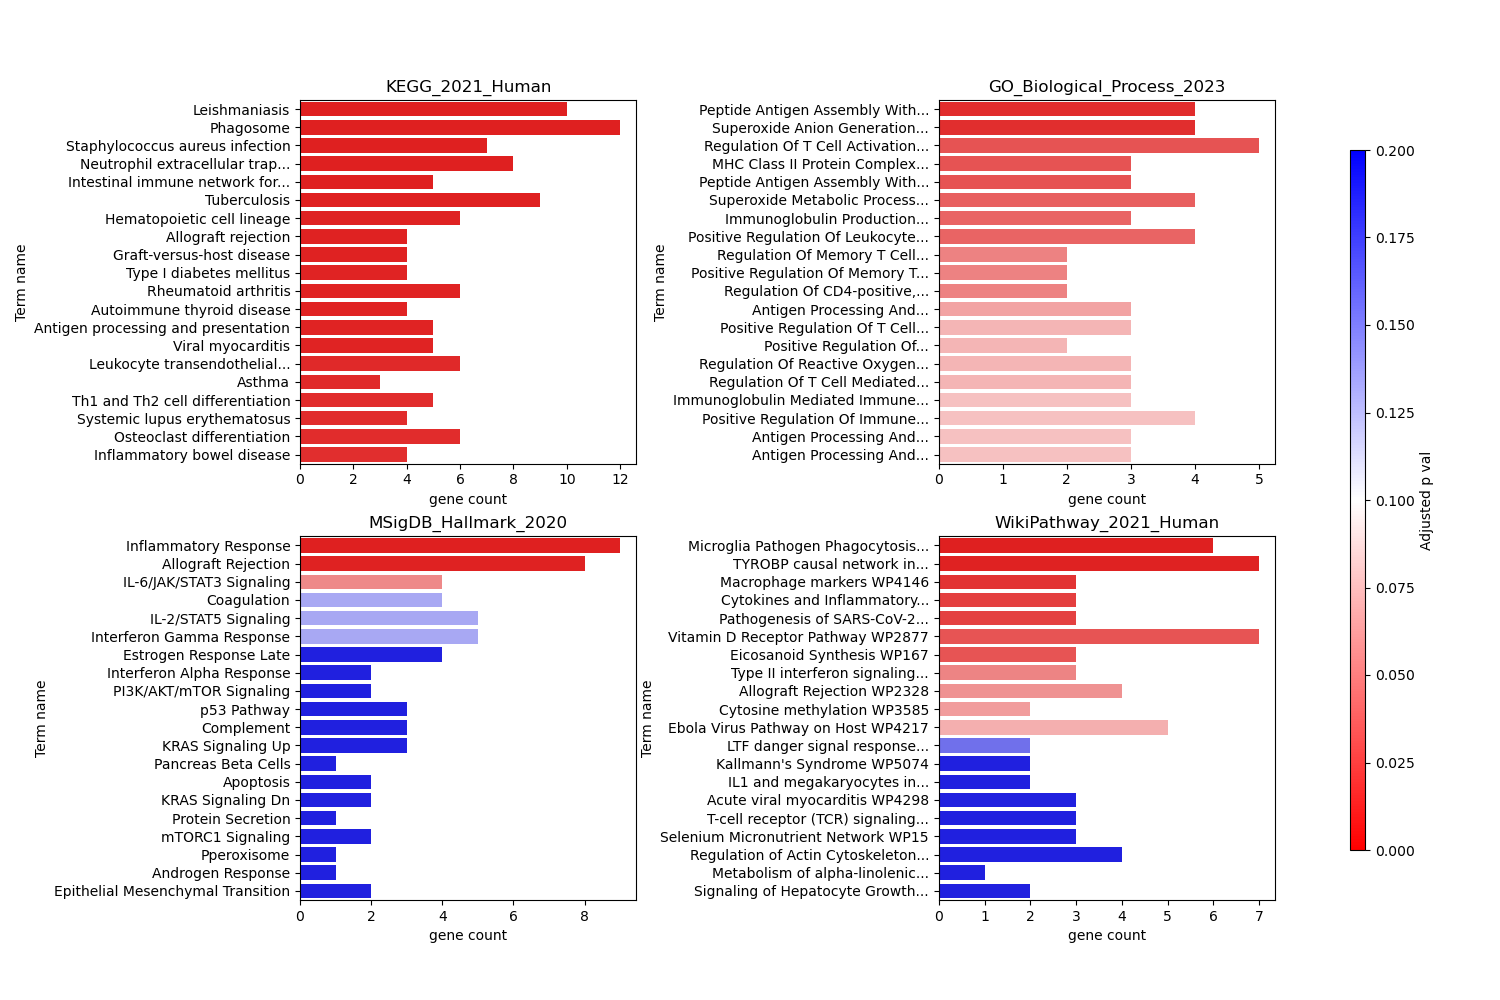 KEGG_2021_Human
Term name
Leishmaniasis
Phagosome
Staphylococcus aureus infection
Neutrophil extracellular trap...
Intestinal immune network for...
Tuberculosis
Hematopoietic cell lineage
Allograft rejection
Graft-versus-host disease
Type I diabetes mellitus
Rheumatoid arthritis
Autoimmune thyroid disease
Antigen processing and presentation
Viral myocarditis
Leukocyte transendothelial...
Asthma
Th1 and Th2 cell differentiation
Systemic lupus erythematosus
Osteoclast differentiation
Inflammatory bowel disease
0 2 4 6 8 10 12
gene count
GO_Biological_Process_2023
Term name
Peptide Antigen Assembly With...
Superoxide Anion Generation...
Regulation Of T Cell Activation...
MHC Class II Protein Complex...
Peptide Antigen Assembly With...
Superoxide Metabolic Process...
Immunoglobulin Production...
Positive Regulation Of Leukocyte...
Regulation Of Memory T Cell...
Positive Regulation Of Memory T...
Regulation Of CD4-positive,...
Antigen Processing And...
Positive Regulation Of T Cell...
Positive Regulation Of...
Regulation Of Reactive Oxygen...
Regulation Of T Cell Mediated...
Immunoglobulin Mediated Immune...
Positive Regulation Of Immune...
Antigen Processing And...
Antigen Processing And...
0 1 2 3 4 5
gene count
MSigDB_Hallmark_2020
Term name
Inflammatory Response
Allograft Rejection
IL-6/JAK/STAT3 Signaling
Coagulation
IL-2/STAT5 Signaling
Interferon Gamma Response
Estrogen Response Late
Interferon Alpha Response
PI3K/AKT/mTOR Signaling
p53 Pathway
Complement
KRAS Signaling Up
Pancreas Beta Cells
Apoptosis
KRAS Signaling Dn
Protein Secretion
mTORC1 Signaling
Pperoxisome
Androgen Response
Epithelial Mesenchymal Transition
0 2 4 6 8
gene count
WikiPathway_2021_Human
Term name
Microglia Pathogen Phagocytosis...
TYROBP causal network in...
Macrophage markers WP4146
Cytokines and Inflammatory...
Pathogenesis of SARS-CoV-2...
Vitamin D Receptor Pathway WP2877
Eicosanoid Synthesis WP167
Type II interferon signaling...
Allograft Rejection WP2328
Cytosine methylation WP3585
Ebola Virus Pathway on Host WP4217
LTF danger signal response...
Kallmann's Syndrome WP5074
IL1 and megakaryocytes in...
Acute viral myocarditis WP4298
T-cell receptor (TCR) signaling...
Selenium Micronutrient Network WP15
Regulation of Actin Cytoskeleton...
Metabolism of alpha-linolenic...
Signaling of Hepatocyte Growth...
0 1 2 3 4 5 6 7
gene count
0.200
0.175
0.150
0.125
0.100
0.075
0.050
0.025
0.000
Adjusted p val